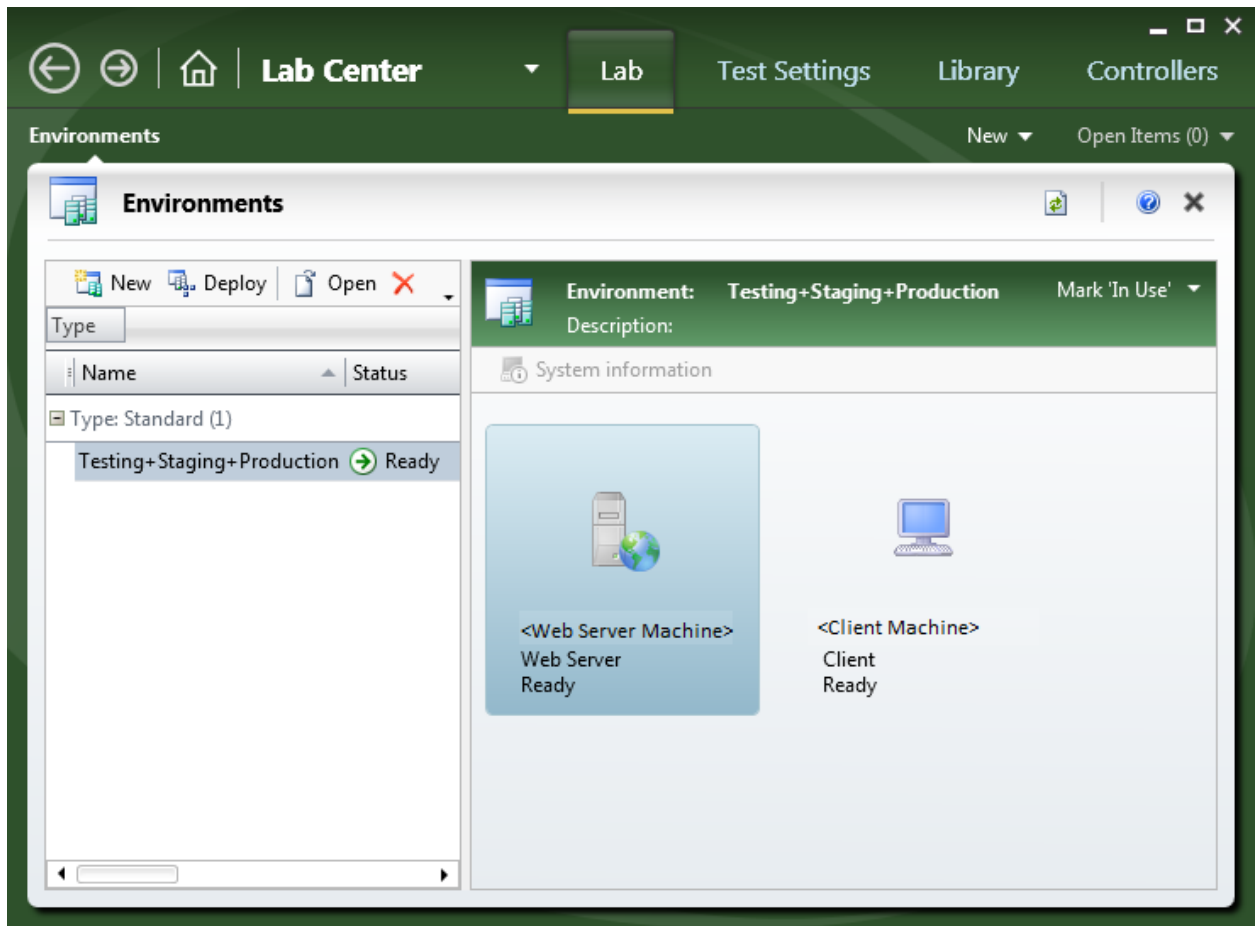 Lab Center Lab Test Settings Library Controllers
Environments New Open Items (0)
Environments
New Deploy Open
Type
Name Status
Type: Standard (1)
Testing+Staging+Production Ready
Environment: Testing+Staging+Production Mark 'In Use'
Description:
System information
<Web Server Machine>
Web Server
Ready
<Client Machine>
Client
Ready